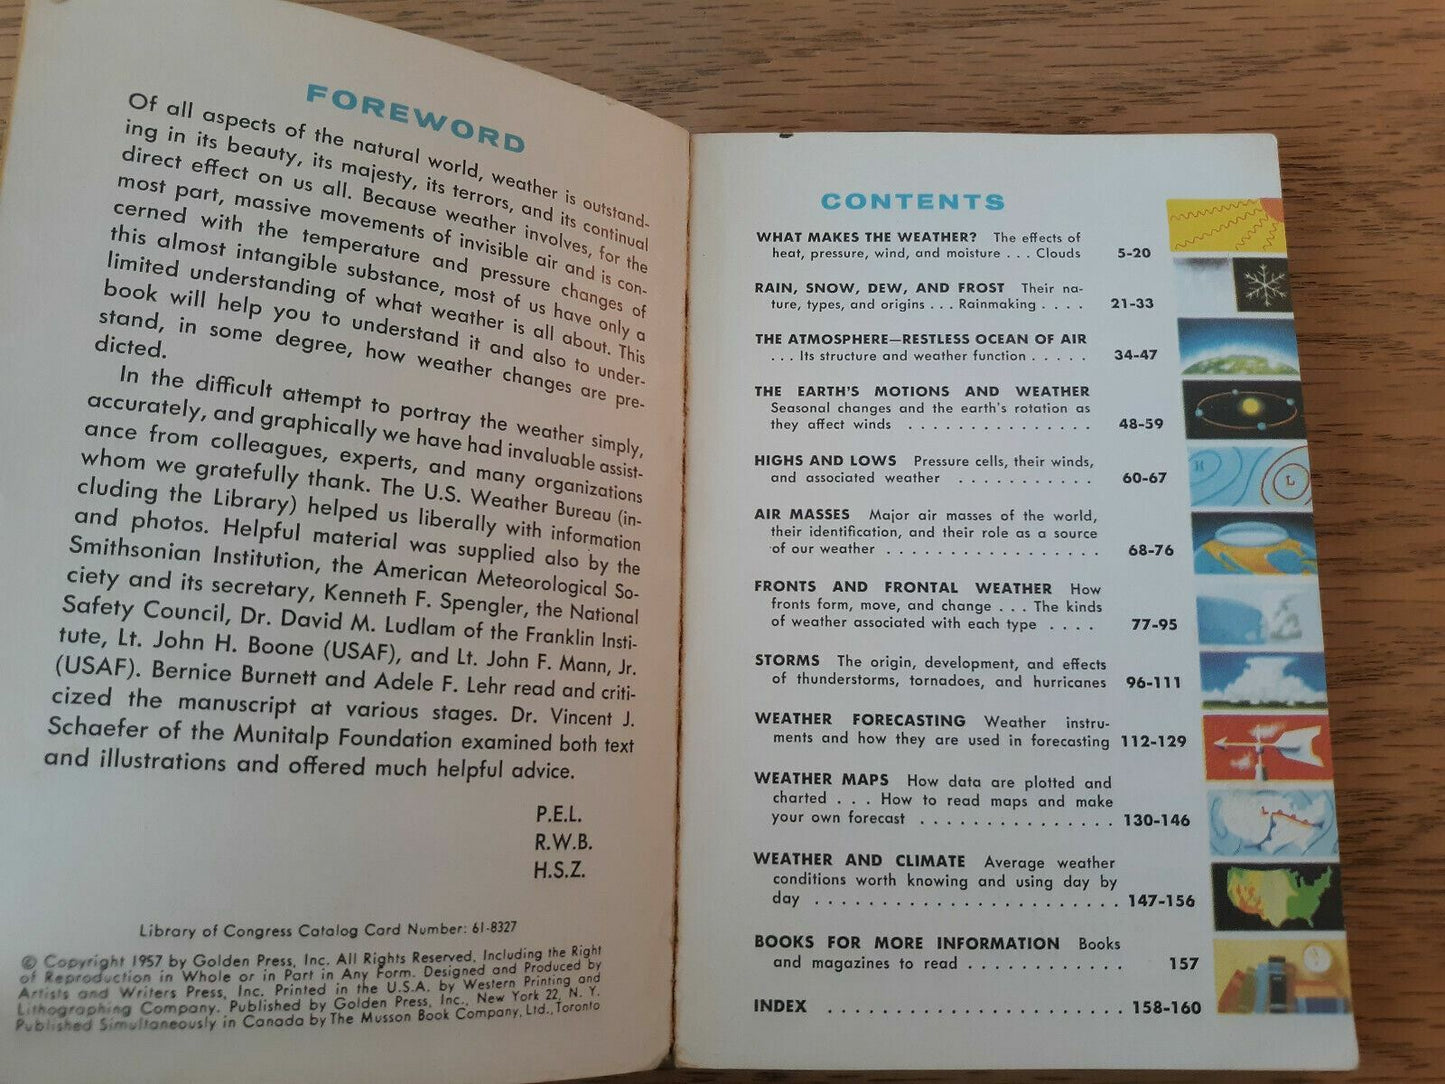 FOREWORD
Of all aspects of the natural world, weather is outstand-
ing in its beauty, its majesty, its terrors, and its continual
direct effect on us all. Because weather involves, for the
most part, massive movements of invisible air and is con-
cerned with the temperature and pressure changes of
this almost intangible substance, most of us have only a
limited understanding of what weather is all about. This
book will help you to understand it and also to under-
stand, in some degree, how weather changes are pre-
dicted.
In the difficult attempt to portray the weather simply,
accurately, and graphically we have had invaluable assist-
ance from colleagues, experts, and many organizations
whom we gratefully thank. The U.S. Weather Bureau (in-
cluding the Library) helped us liberally with information
and photos. Helpful material was supplied also by the
Smithsonian Institution, the American Meteorological So-
ciety and its secretary, Kenneth F. Spengler, the National
Safety Council, Dr. David M. Ludlam of the Franklin Insti-
tute, Lt. John H. Boone (USAF), and Lt. John F. Mann, Jr.
(USAF). Bernice Burnett and Adele F. Lehr read and criti-
cized the manuscript at various stages. Dr. Vincent J.
Schaefer of the Munitalp Foundation examined both text
and illustrations and offered much helpful advice.
P.E.L.
R.W.B.
H.S.Z.
Library of Congress Catalog Card Number: 61-8327
© Copyright 1957 by Golden Press, Inc. All Rights Reserved, Including the Right
of Reproduction in Whole or in Part in Any Form. Designed and Produced by
Artists and Writers Press, Inc. Printed in the U.S.A. by Western Printing and
Lithographing Company. Published by Golden Press, Inc., New York 22, N. Y.
Published Simultaneously in Canada by The Musson Book Company, Ltd., Toronto
CONTENTS
WHAT MAKES THE WEATHER? The effects of
heat, pressure, wind, and moisture . . . Clouds 5-20
RAIN, SNOW, DEW, AND FROST Their na-
ture, types, and origins . . . Rainmaking . . . . 21-33
THE ATMOSPHERE—RESTLESS OCEAN OF AIR
. . . Its structure and weather function . . . . . 34-47
THE EARTH'S MOTIONS AND WEATHER
Seasonal changes and the earth's rotation as
they affect winds . . . . . . . . . . . . . . 48-59
HIGHS AND LOWS Pressure cells, their winds,
and associated weather . . . . . . . . . . . 60-67
AIR MASSES Major air masses of the world,
their identification, and their role as a source
of our weather . . . . . . . . . . . . . . . . . 68-76
FRONTS AND FRONTAL WEATHER How
fronts form, move, and change . . . The kinds
of weather associated with each type . . . . 77-95
STORMS The origin, development, and effects
of thunderstorms, tornadoes, and hurricanes 96-111
WEATHER FORECASTING Weather instru-
ments and how they are used in forecasting 112-129
WEATHER MAPS How data are plotted and
charted . . . How to read maps and make
your own forecast . . . . . . . . . . . . . . . 130-146
WEATHER AND CLIMATE Average weather
conditions worth knowing and using day by
day . . . . . . . . . . . . . . . . . . . . . . . . 147-156
BOOKS FOR MORE INFORMATION Books
and magazines to read . . . . . . . . . . . . 157
INDEX . . . . . . . . . . . . . . . . . . . . . . . 158-160
H
L
L